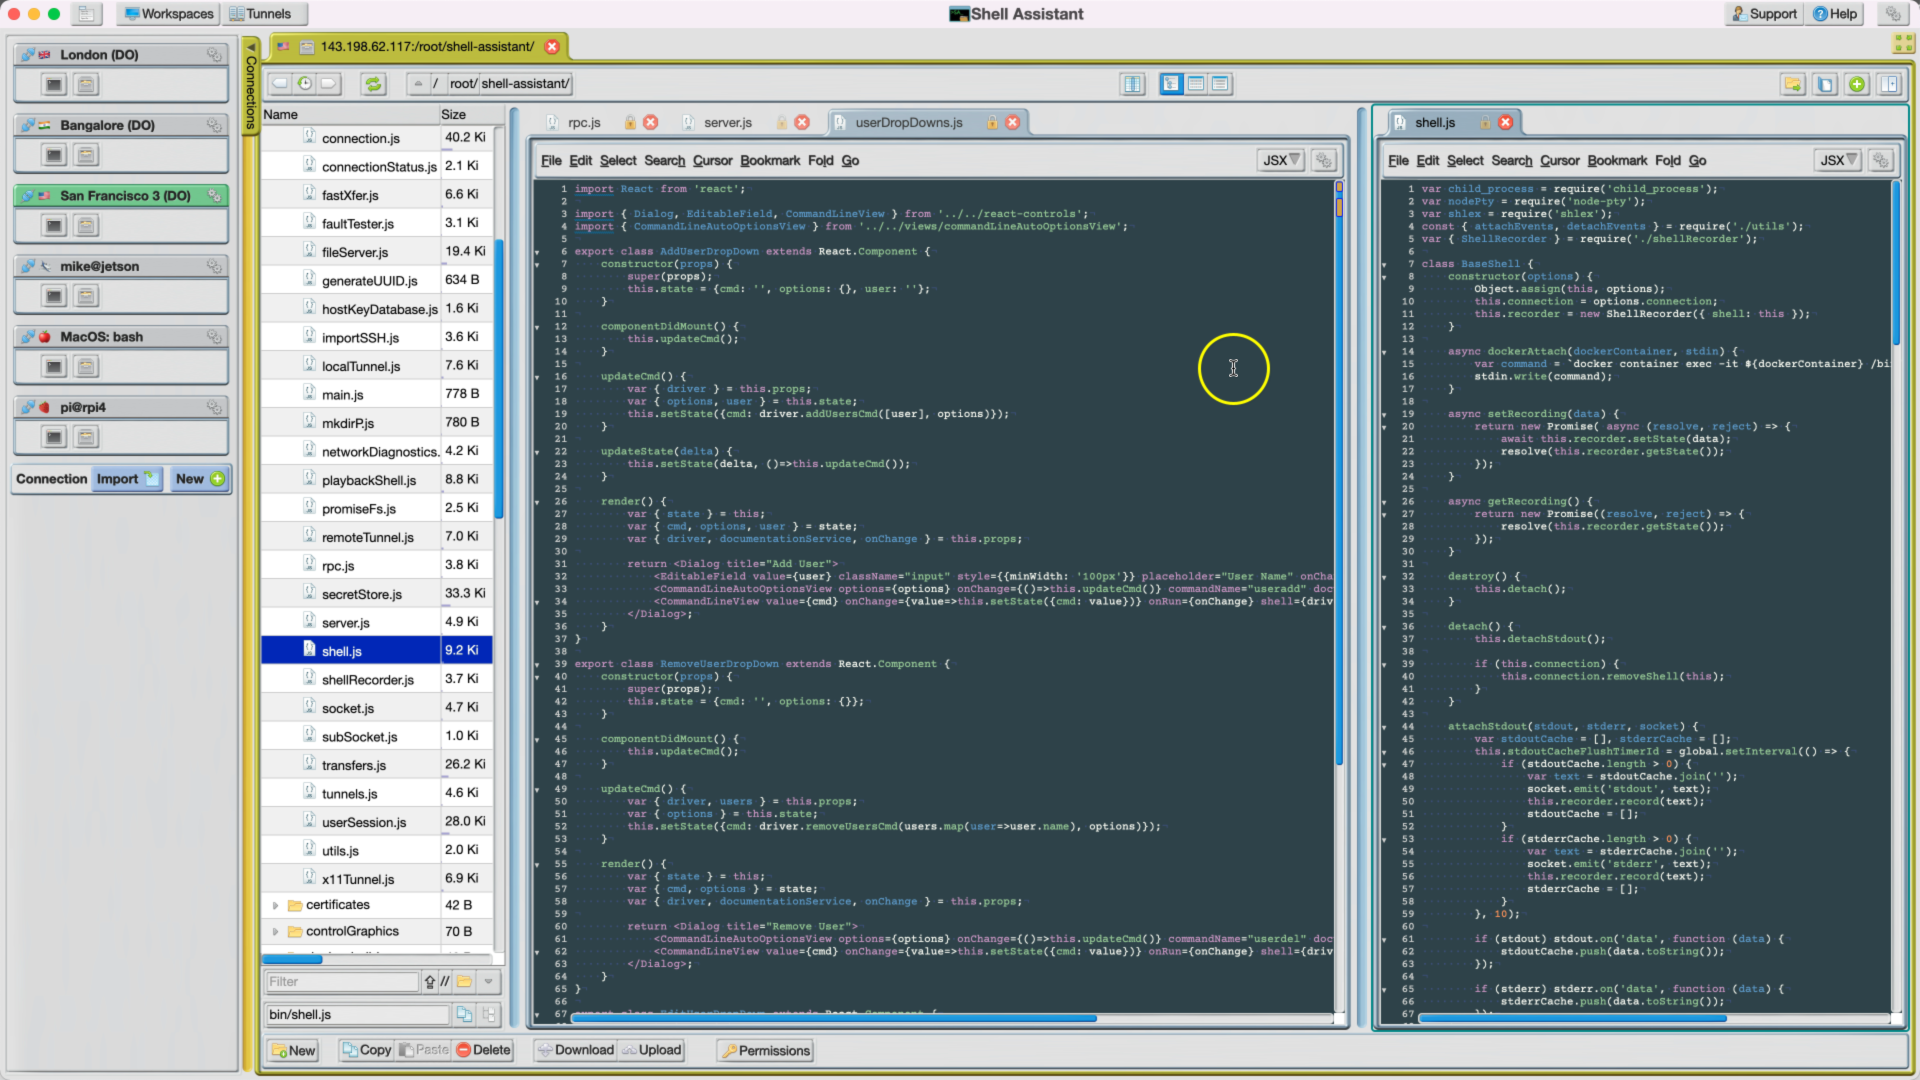 Workspaces Tunnels
Shell Assistant
Support Help
London (DO)
Bangalore (DO)
San Francisco 3 (DO)
mike@jetson
MacOS: bash
pi@rpi4
Connection Import New
Connections
143.198.62.117:/root/shell-assistant/
/ root/ shell-assistant/
Name Size
connection.js 40.2 Ki
connectionStatus.js 2.1 Ki
fastXfer.js 6.6 Ki
faultTester.js 3.1 Ki
fileServer.js 19.4 Ki
generateUUID.js 634 B
hostKeyDatabase.js 1.6 Ki
importSSH.js 3.6 Ki
localTunnel.js 7.6 Ki
main.js 778 B
mkdirP.js 780 B
networkDiagnostics. 4.2 Ki
playbackShell.js 8.8 Ki
promiseFs.js 2.5 Ki
remoteTunnel.js 7.0 Ki
rpc.js 3.8 Ki
secretStore.js 33.3 Ki
server.js 4.9 Ki
shell.js 9.2 Ki
shellRecorder.js 3.7 Ki
socket.js 4.7 Ki
subSocket.js 1.0 Ki
transfers.js 26.2 Ki
tunnels.js 4.6 Ki
userSession.js 28.0 Ki
utils.js 2.0 Ki
x11Tunnel.js 6.9 Ki
certificates 42 B
controlGraphics 70 B
Filter //
bin/shell.js
New Copy Paste Delete Download Upload Permissions
rpc.js server.js userDropDowns.js
File Edit Select Search Cursor Bookmark Fold Go JSX
1 import React from 'react';
2
3 import { Dialog, EditableField, CommandLineView } from '../../react-controls';
4 import { CommandLineAutoOptionsView } from '../../views/commandLineAutoOptionsView';
5
6 export class AddUserDropDown extends React.Component {
7 constructor(props) {
8 super(props);
9 this.state = {cmd: '', options: {}, user: ''};
10 }
11
12 componentDidMount() {
13 this.updateCmd();
14 }
15
16 updateCmd() {
17 var { driver } = this.props;
18 var { options, user } = this.state;
19 this.setState({cmd: driver.addUsersCmd([user], options)});
20 }
21
22 updateState(delta) {
23 this.setState(delta, ()=>this.updateCmd());
24 }
25
26 render() {
27 var { state } = this;
28 var { cmd, options, user } = state;
29 var { driver, documentationService, onChange } = this.props;
30
31 return <Dialog title="Add User">
32 <EditableField value={user} className="input" style={{minWidth: '100px'}} placeholder="User Name" onCha
33 <CommandLineAutoOptionsView options={options} onChange={()=>this.updateCmd()} commandName="useradd" doc
34 <CommandLineView value={cmd} onChange={value=>this.setState({cmd: value})} onRun={onChange} shell={driv
35 </Dialog>;
36 }
37 }
38
39 export class RemoveUserDropDown extends React.Component {
40 constructor(props) {
41 super(props);
42 this.state = {cmd: '', options: {}};
43 }
44
45 componentDidMount() {
46 this.updateCmd();
47 }
48
49 updateCmd() {
50 var { driver, users } = this.props;
51 var { options } = this.state;
52 this.setState({cmd: driver.removeUsersCmd(users.map(user=>user.name), options)});
53 }
54
55 render() {
56 var { state } = this;
57 var { cmd, options } = state;
58 var { driver, documentationService, onChange } = this.props;
59
60 return <Dialog title="Remove User">
61 <CommandLineAutoOptionsView options={options} onChange={()=>this.updateCmd()} commandName="userdel" doc
62 <CommandLineView value={cmd} onChange={value=>this.setState({cmd: value})} onRun={onChange} shell={driv
63 </Dialog>;
64 }
65 }
66
67
shell.js
File Edit Select Search Cursor Bookmark Fold Go JSX
1 var child_process = require('child_process');
2 var nodePty = require('node-pty');
3 var shlex = require('shlex');
4 const { attachEvents, detachEvents } = require('./utils');
5 var { ShellRecorder } = require('./shellRecorder');
6
7 class BaseShell {
8 constructor(options) {
9 Object.assign(this, options);
10 this.connection = options.connection;
11 this.recorder = new ShellRecorder({ shell: this });
12 }
13
14 async dockerAttach(dockerContainer, stdin) {
15 var command = `docker container exec -it ${dockerContainer} /bi
16 stdin.write(command);
17 }
18
19 async setRecording(data) {
20 return new Promise( async (resolve, reject) => {
21 await this.recorder.setState(data);
22 resolve(this.recorder.getState());
23 });
24 }
25
26 async getRecording() {
27 return new Promise((resolve, reject) => {
28 resolve(this.recorder.getState());
29 });
30 }
31
32 destroy() {
33 this.detach();
34 }
35
36 detach() {
37 this.detachStdout();
38
39 if (this.connection) {
40 this.connection.removeShell(this);
41 }
42 }
43
44 attachStdout(stdout, stderr, socket) {
45 var stdoutCache = [], stderrCache = [];
46 this.stdoutCacheFlushTimerId = global.setInterval(() => {
47 if (stdoutCache.length > 0) {
48 var text = stdoutCache.join('');
49 socket.emit('stdout', text);
50 this.recorder.record(text);
51 stdoutCache = [];
52 }
53 if (stderrCache.length > 0) {
54 var text = stderrCache.join('');
55 socket.emit('stderr', text);
56 this.recorder.record(text);
57 stderrCache = [];
58 }
59 }, 10);
60
61 if (stdout) stdout.on('data', function (data) {
62 stdoutCache.push(data.toString());
63 });
64
65 if (stderr) stderr.on('data', function (data) {
66 stderrCache.push(data.toString());
67